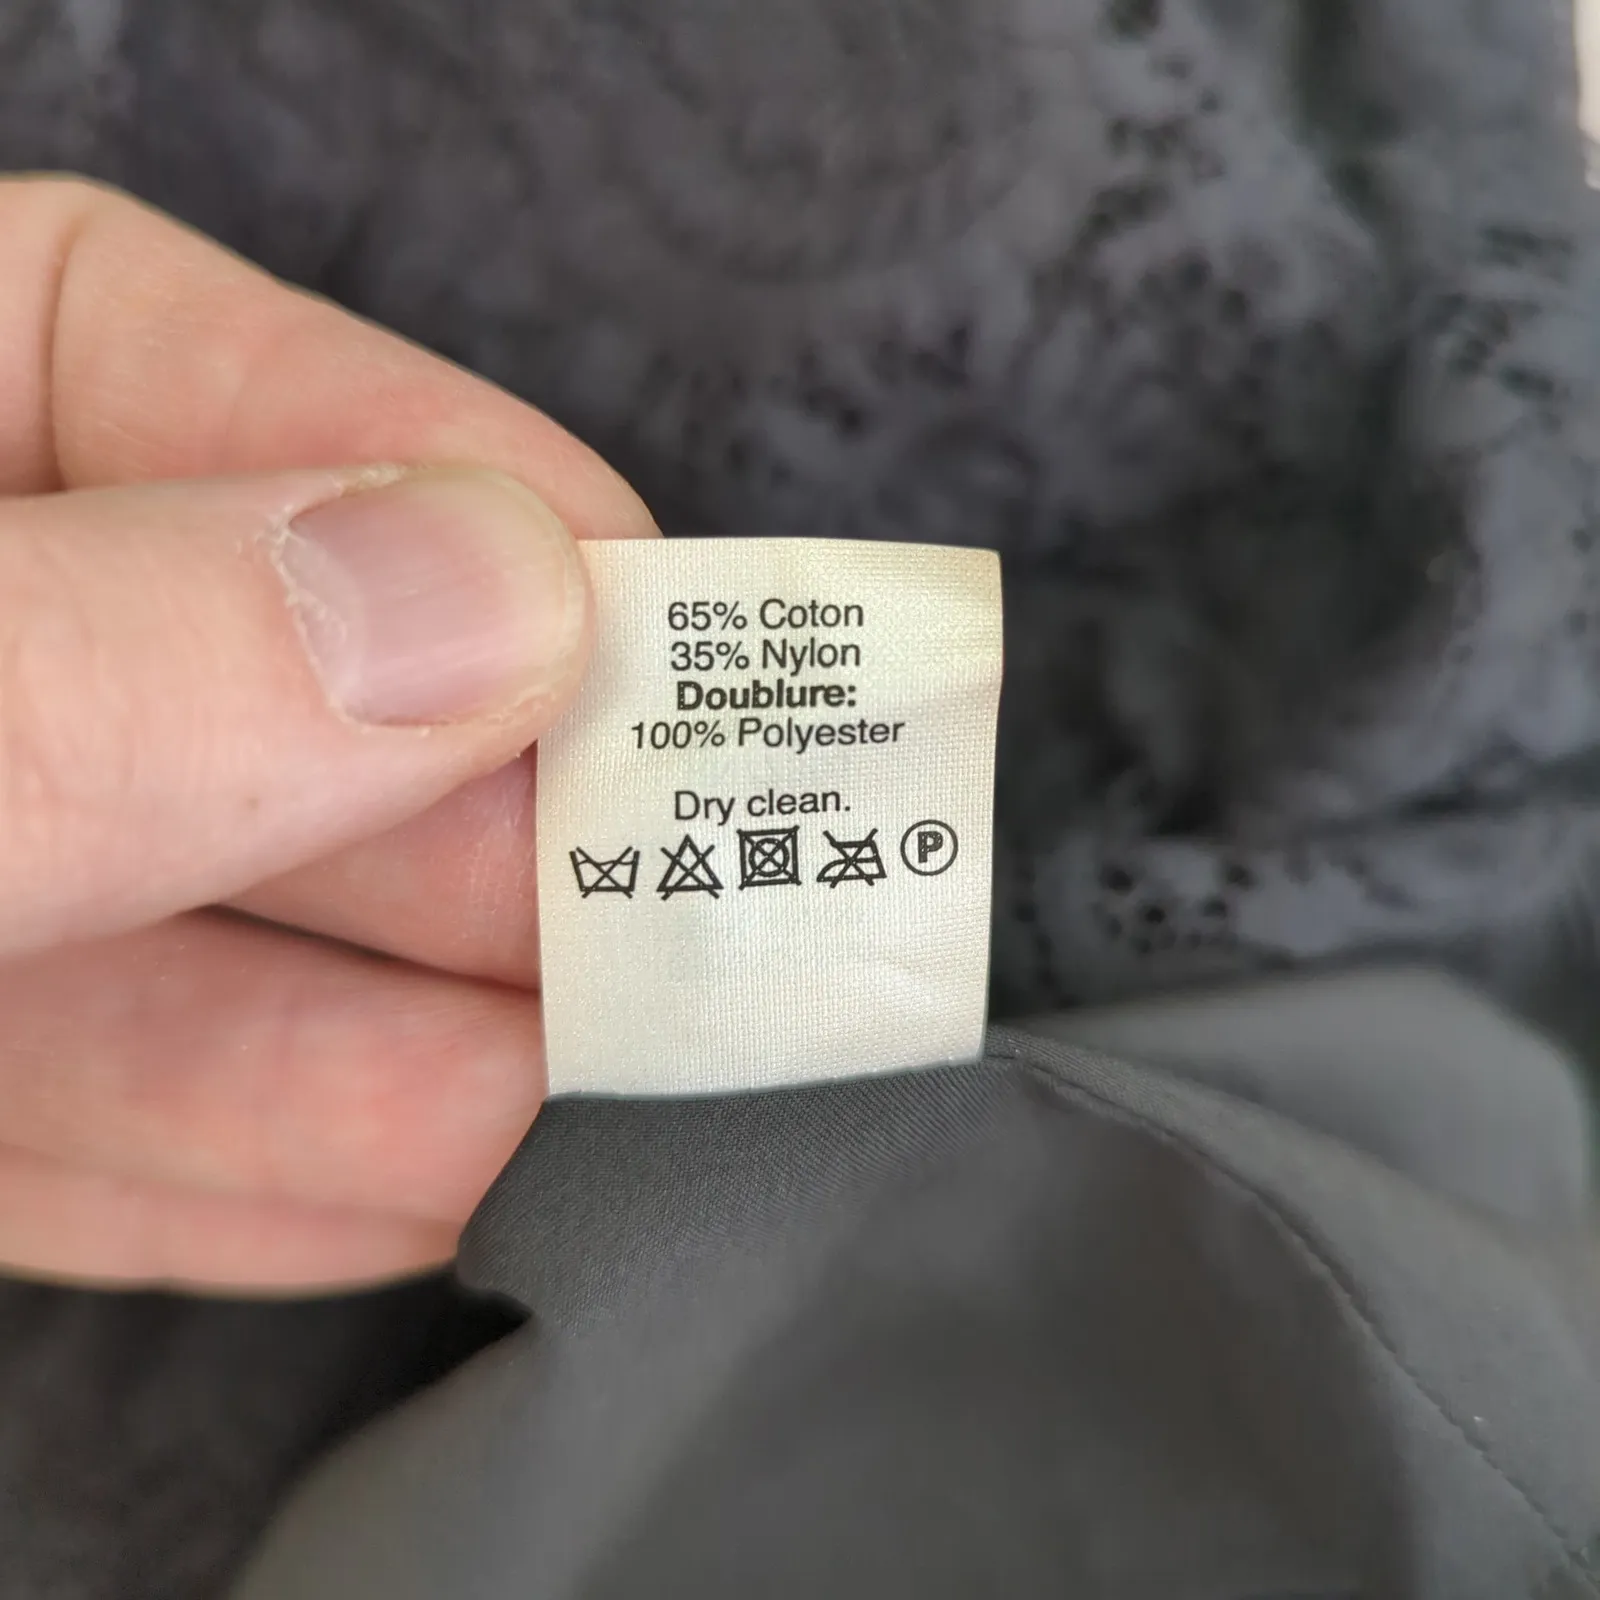 65% Coton
35% Nylon
Doublure:
100% Polyester
Dry clean.
P